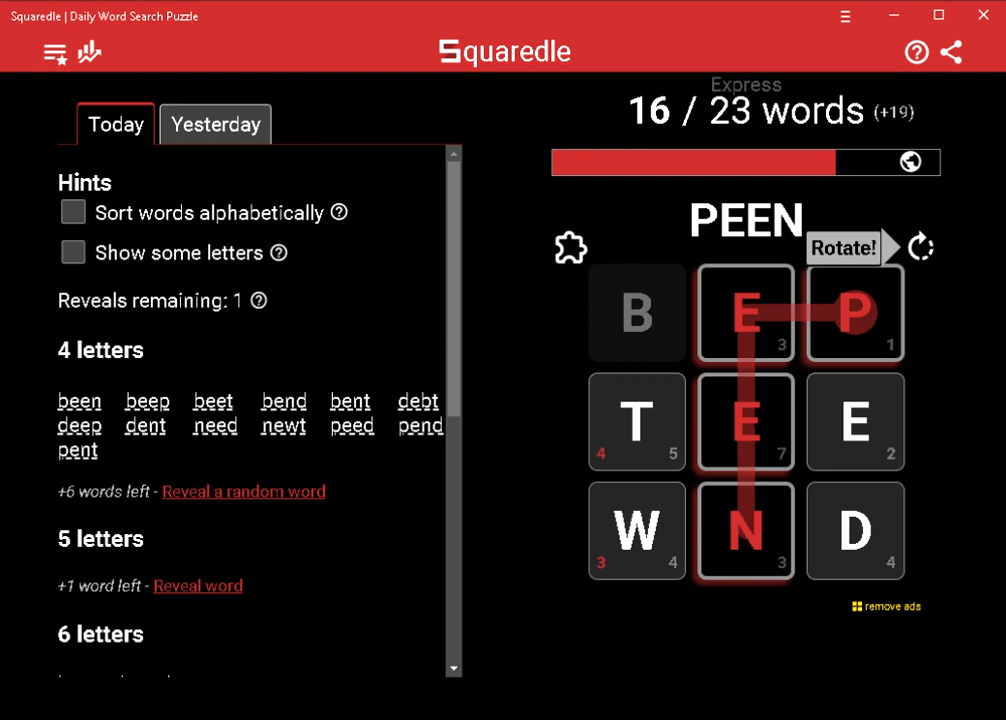 Squaredle | Daily Word Search Puzzle
Squaredle
Express
16 / 23 words (+19)
Today Yesterday
Hints
Sort words alphabetically
Show some letters
Reveals remaining: 1
4 letters
been beep beet bend bent debt
deep dent need newt peed pend
pent
+6 words left - Reveal a random word
5 letters
+1 word left - Reveal word
6 letters
PEEN
Rotate!
B E 3 P 1
T 4 5 E 7 E 2
W 3 4 N 3 D 4
remove ads